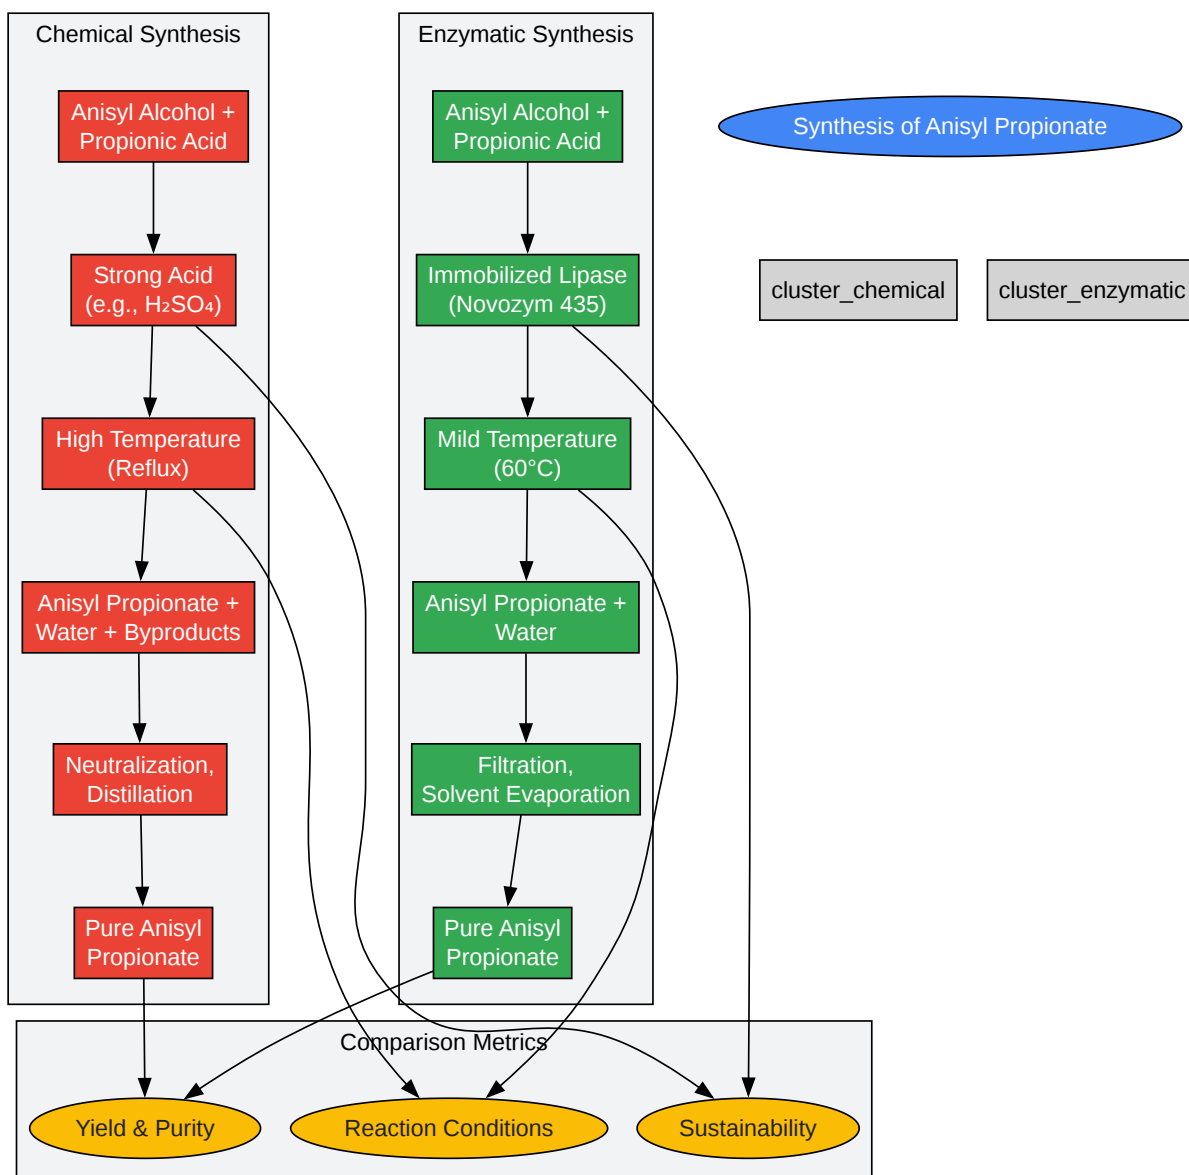 Chemical Synthesis
Anisyl Alcohol +
Propionic Acid
Strong Acid
(e.g., H₂SO₄)
High Temperature
(Reflux)
Anisyl Propionate +
Water + Byproducts
Neutralization,
Distillation
Pure Anisyl
Propionate
Enzymatic Synthesis
Anisyl Alcohol +
Propionic Acid
Immobilized Lipase
(Novozym 435)
Mild Temperature
(60°C)
Anisyl Propionate +
Water
Filtration,
Solvent Evaporation
Pure Anisyl
Propionate
Synthesis of Anisyl Propionate
cluster_chemical
cluster_enzymatic
Comparison Metrics
Yield & Purity
Reaction Conditions
Sustainability